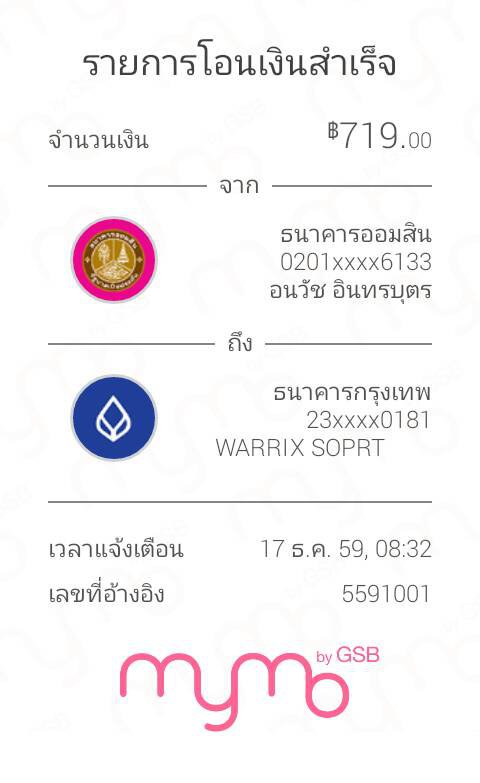 รายการโอนเงินสำเร็จ
จำนวนเงิน ฿719.00
จาก
ธนาคารออมสิน
0201xxxx6133
อนวัช อินทรบุตร
ถึง
ธนาคารกรุงเทพ
23xxxx0181
WARRIX SOPRT
เวลาแจ้งเตือน 17 ธ.ค. 59, 08:32
เลขที่อ้างอิง 5591001
mymo by GSB